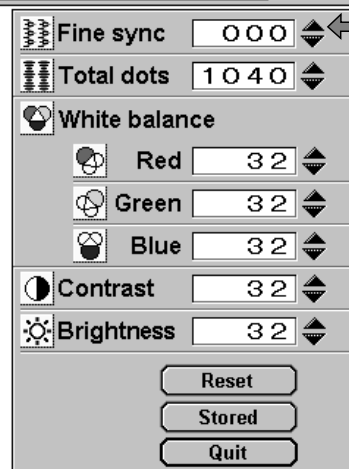 Fine sync 000
Total dots 1040
White balance
Red 32
Green 32
Blue 32
Contrast 32
Brightness 32
Reset
Stored
Quit